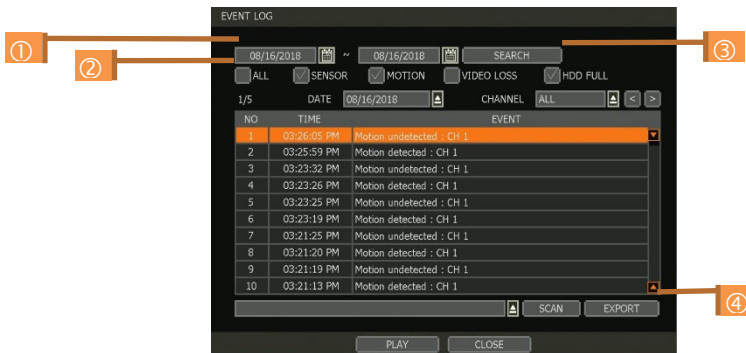 EVENT LOG
①
②
③
08/16/2018 ~ 08/16/2018 SEARCH
ALL SENSOR MOTION VIDEO LOSS HDD FULL
1/5 DATE 08/16/2018 CHANNEL ALL < >
NO TIME EVENT
1 03:26:05 PM Motion undetected : CH 1
2 03:25:59 PM Motion detected : CH 1
3 03:23:32 PM Motion undetected : CH 1
4 03:23:26 PM Motion detected : CH 1
5 03:23:25 PM Motion undetected : CH 1
6 03:23:19 PM Motion detected : CH 1
7 03:21:25 PM Motion undetected : CH 1
8 03:21:20 PM Motion detected : CH 1
9 03:21:19 PM Motion undetected : CH 1
10 03:21:13 PM Motion detected : CH 1
④
SCAN EXPORT
PLAY CLOSE